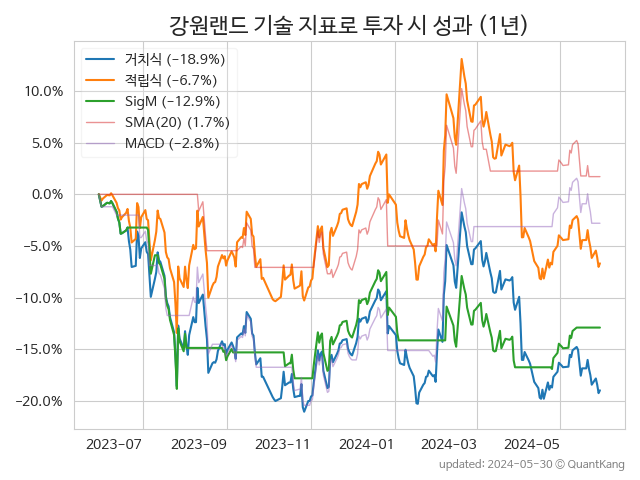 강원랜드 기술 지표로 투자 시 성과 (1년)
거치식 (−18.9%)
적립식 (−6.7%)
SigM (−12.9%)
SMA(20) (1.7%)
MACD (−2.8%)
10.0%
5.0%
0.0%
−5.0%
−10.0%
−15.0%
−20.0%
2023-07 2023-09 2023-11 2024-01 2024-03 2024-05
updated: 2024-05-30 ⓒ QuantKang